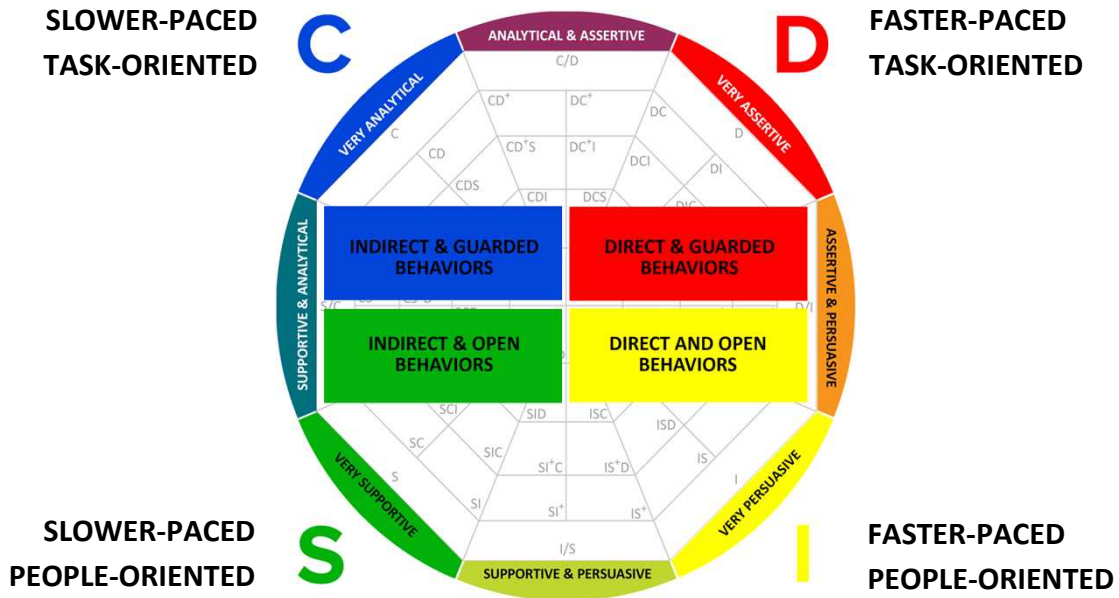 SLOWER-PACED
TASK-ORIENTED
C
ANALYTICAL & ASSERTIVE
D
FASTER-PACED
TASK-ORIENTED
C/D
VERY ANALYTICAL
VERY ASSERTIVE
CD⁺
DC⁺
C
DC
D
CD
CD⁺S
DC⁺I
DCI
DI
CDS
CDI
DCS
DIC
INDIRECT & GUARDED
BEHAVIORS
DIRECT & GUARDED
BEHAVIORS
SUPPORTIVE & ANALYTICAL
ASSERTIVE & PERSUASIVE
S/C
D/I
INDIRECT & OPEN
BEHAVIORS
DIRECT AND OPEN
BEHAVIORS
SCI
SID
ISC
ISD
SC
SIC
IS
S
SI⁺C
IS⁺D
I
SI
SI⁺
IS⁺
VERY SUPPORTIVE
VERY PERSUASIVE
I/S
SLOWER-PACED
PEOPLE-ORIENTED
S
SUPPORTIVE & PERSUASIVE
I
FASTER-PACED
PEOPLE-ORIENTED